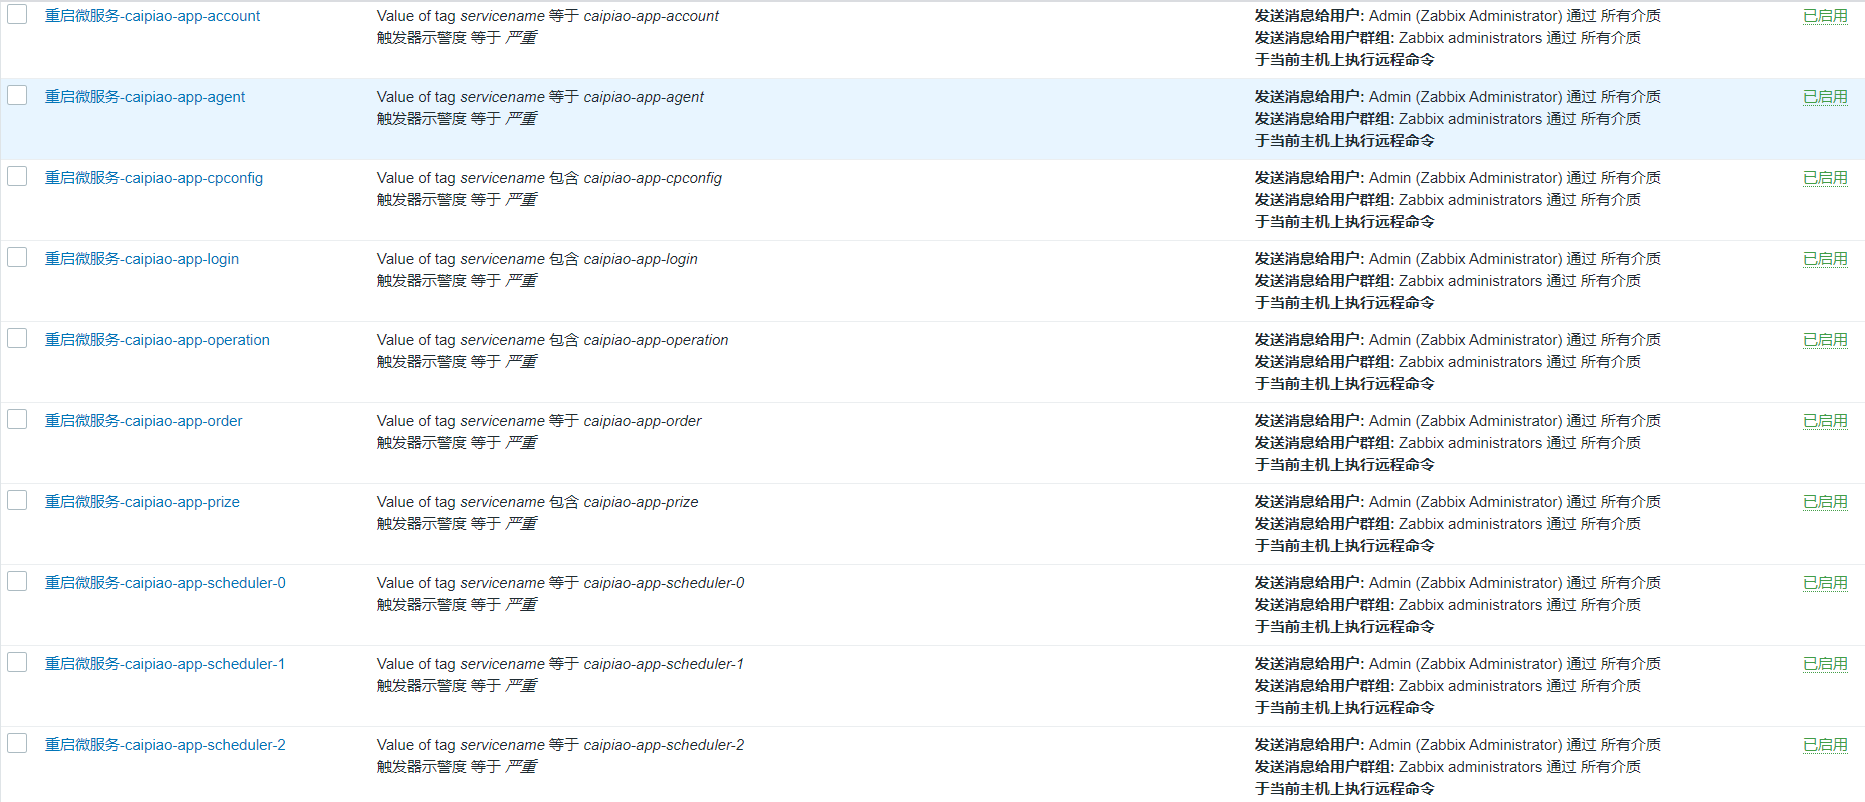 重启微服务-caipiao-app-account Value of tag servicename 等于 caipiao-app-account 发送消息给用户: Admin (Zabbix Administrator) 通过 所有介质 已启用
触发器示警度 等于 严重 发送消息给用户群组: Zabbix administrators 通过 所有介质
于当前主机上执行远程命令
重启微服务-caipiao-app-agent Value of tag servicename 等于 caipiao-app-agent 发送消息给用户: Admin (Zabbix Administrator) 通过 所有介质 已启用
触发器示警度 等于 严重 发送消息给用户群组: Zabbix administrators 通过 所有介质
于当前主机上执行远程命令
重启微服务-caipiao-app-cpconfig Value of tag servicename 包含 caipiao-app-cpconfig 发送消息给用户: Admin (Zabbix Administrator) 通过 所有介质 已启用
触发器示警度 等于 严重 发送消息给用户群组: Zabbix administrators 通过 所有介质
于当前主机上执行远程命令
重启微服务-caipiao-app-login Value of tag servicename 包含 caipiao-app-login 发送消息给用户: Admin (Zabbix Administrator) 通过 所有介质 已启用
触发器示警度 等于 严重 发送消息给用户群组: Zabbix administrators 通过 所有介质
于当前主机上执行远程命令
重启微服务-caipiao-app-operation Value of tag servicename 包含 caipiao-app-operation 发送消息给用户: Admin (Zabbix Administrator) 通过 所有介质 已启用
触发器示警度 等于 严重 发送消息给用户群组: Zabbix administrators 通过 所有介质
于当前主机上执行远程命令
重启微服务-caipiao-app-order Value of tag servicename 等于 caipiao-app-order 发送消息给用户: Admin (Zabbix Administrator) 通过 所有介质 已启用
触发器示警度 等于 严重 发送消息给用户群组: Zabbix administrators 通过 所有介质
于当前主机上执行远程命令
重启微服务-caipiao-app-prize Value of tag servicename 包含 caipiao-app-prize 发送消息给用户: Admin (Zabbix Administrator) 通过 所有介质 已启用
触发器示警度 等于 严重 发送消息给用户群组: Zabbix administrators 通过 所有介质
于当前主机上执行远程命令
重启微服务-caipiao-app-scheduler-0 Value of tag servicename 等于 caipiao-app-scheduler-0 发送消息给用户: Admin (Zabbix Administrator) 通过 所有介质 已启用
触发器示警度 等于 严重 发送消息给用户群组: Zabbix administrators 通过 所有介质
于当前主机上执行远程命令
重启微服务-caipiao-app-scheduler-1 Value of tag servicename 等于 caipiao-app-scheduler-1 发送消息给用户: Admin (Zabbix Administrator) 通过 所有介质 已启用
触发器示警度 等于 严重 发送消息给用户群组: Zabbix administrators 通过 所有介质
于当前主机上执行远程命令
重启微服务-caipiao-app-scheduler-2 Value of tag servicename 等于 caipiao-app-scheduler-2 发送消息给用户: Admin (Zabbix Administrator) 通过 所有介质 已启用
触发器示警度 等于 严重 发送消息给用户群组: Zabbix administrators 通过 所有介质
于当前主机上执行远程命令